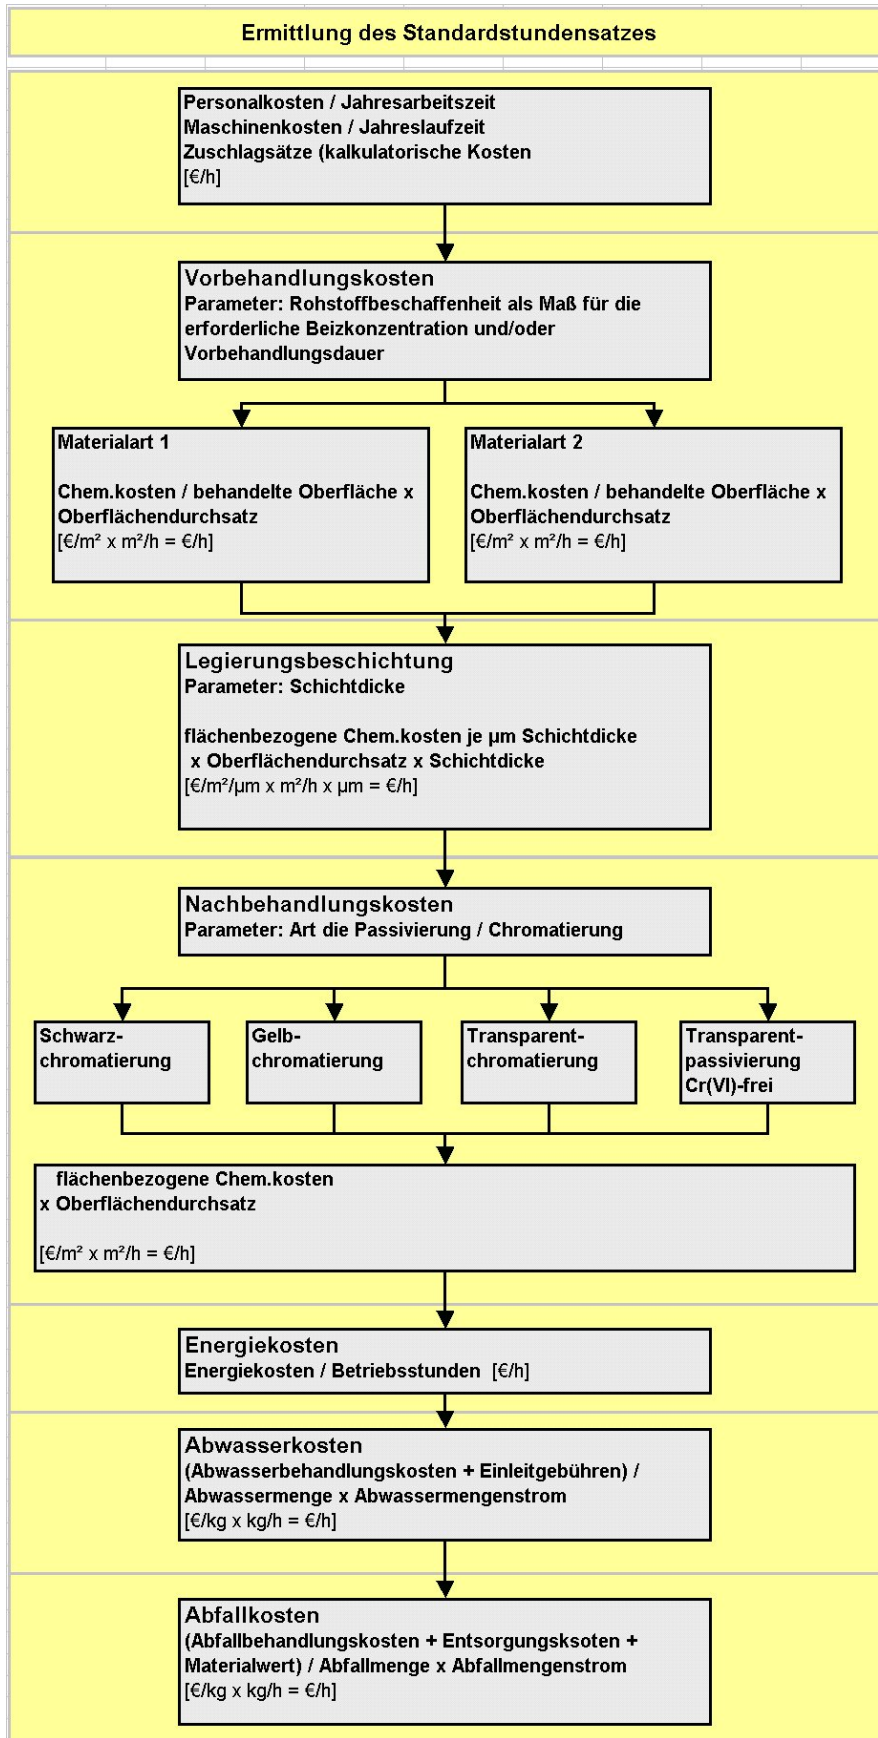 Ermittlung des Standardstundensatzes
Personalkosten / Jahresarbeitszeit
Maschinenkosten / Jahreslaufzeit
Zuschlagsätze (kalkulatorische Kosten
[€/h]
Vorbehandlungskosten
Parameter: Rohstoffbeschaffenheit als Maß für die
erforderliche Beizkonzentration und/oder
Vorbehandlungsdauer
Materialart 1
Chem.kosten / behandelte Oberfläche x
Oberflächendurchsatz
[€/m² x m²/h = €/h]
Materialart 2
Chem.kosten / behandelte Oberfläche x
Oberflächendurchsatz
[€/m² x m²/h = €/h]
Legierungsbeschichtung
Parameter: Schichtdicke
flächenbezogene Chem.kosten je µm Schichtdicke
x Oberflächendurchsatz x Schichtdicke
[€/m²/µm x m²/h x µm = €/h]
Nachbehandlungskosten
Parameter: Art die Passivierung / Chromatierung
Schwarz-
chromatierung
Gelb-
chromatierung
Transparent-
chromatierung
Transparent-
passivierung
Cr(VI)-frei
flächenbezogene Chem.kosten
x Oberflächendurchsatz
[€/m² x m²/h = €/h]
Energiekosten
Energiekosten / Betriebsstunden [€/h]
Abwasserkosten
(Abwasserbehandlungskosten + Einleitgebühren) /
Abwassermenge x Abwassermengenstrom
[€/kg x kg/h = €/h]
Abfallkosten
(Abfallbehandlungskosten + Entsorgungsksoten +
Materialwert) / Abfallmenge x Abfallmengenstrom
[€/kg x kg/h = €/h]